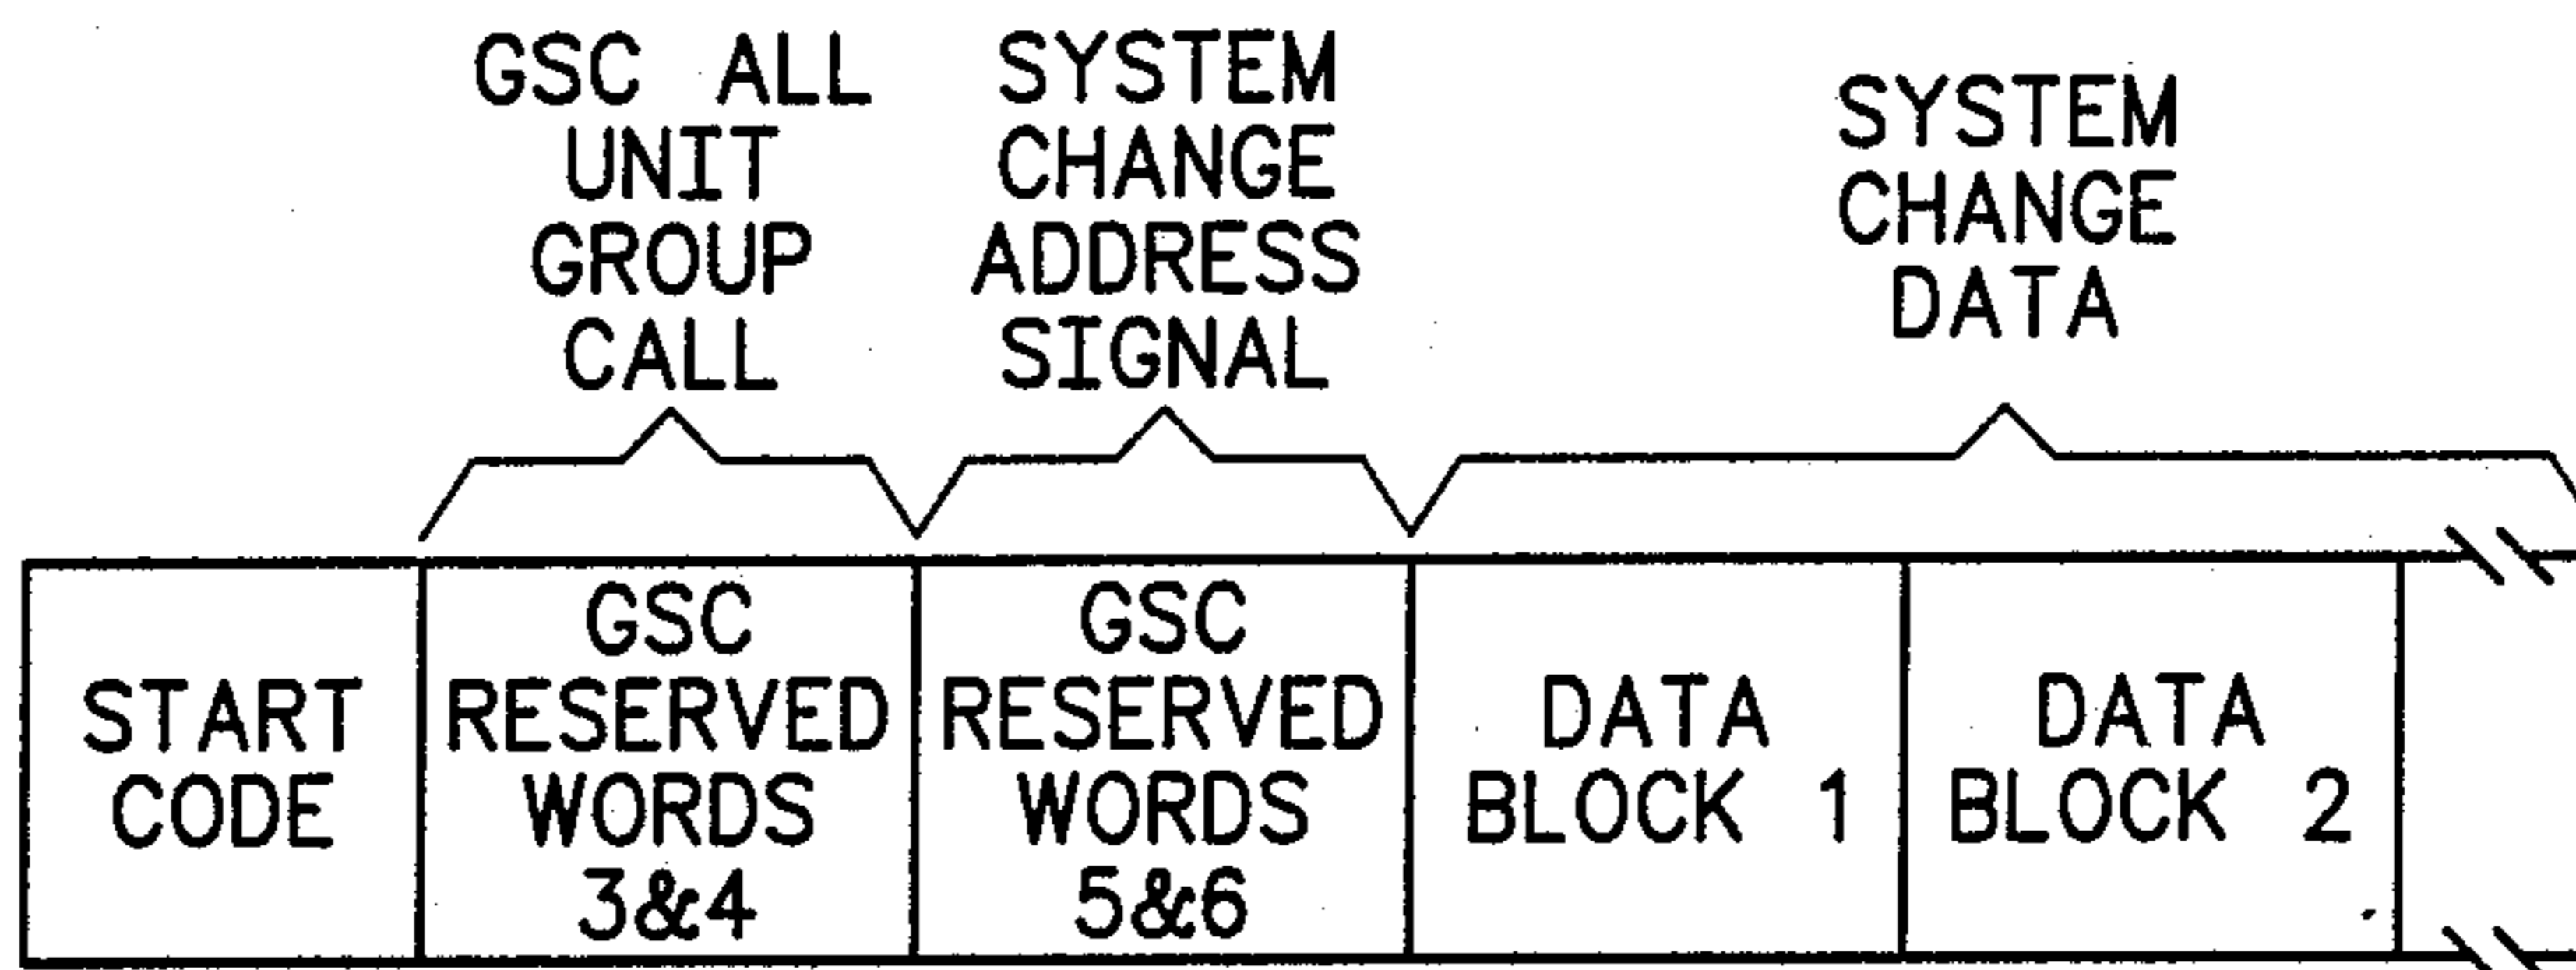 GSC ALL
UNIT
GROUP
CALL
SYSTEM
CHANGE
ADDRESS
SIGNAL
SYSTEM
CHANGE
DATA
START
CODE
GSC
RESERVED
WORDS
3&4
GSC
RESERVED
WORDS
5&6
DATA
BLOCK 1
DATA
BLOCK 2